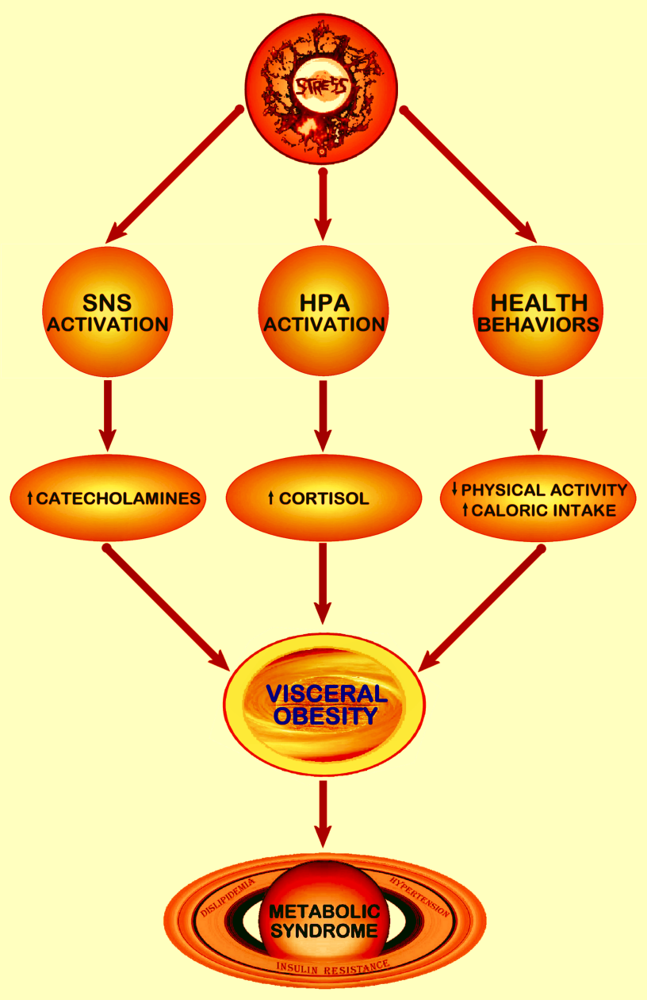 STRESS
SNS
ACTIVATION
HPA
ACTIVATION
HEALTH
BEHAVIORS
↑CATECHOLAMINES
↑ CORTISOL
↓PHYSICAL ACTIVITY
↑CALORIC INTAKE
VISCERAL
OBESITY
DISLIPIDEMIA
HYPERTENSION
METABOLIC
SYNDROME
INSULIN RESISTANCE